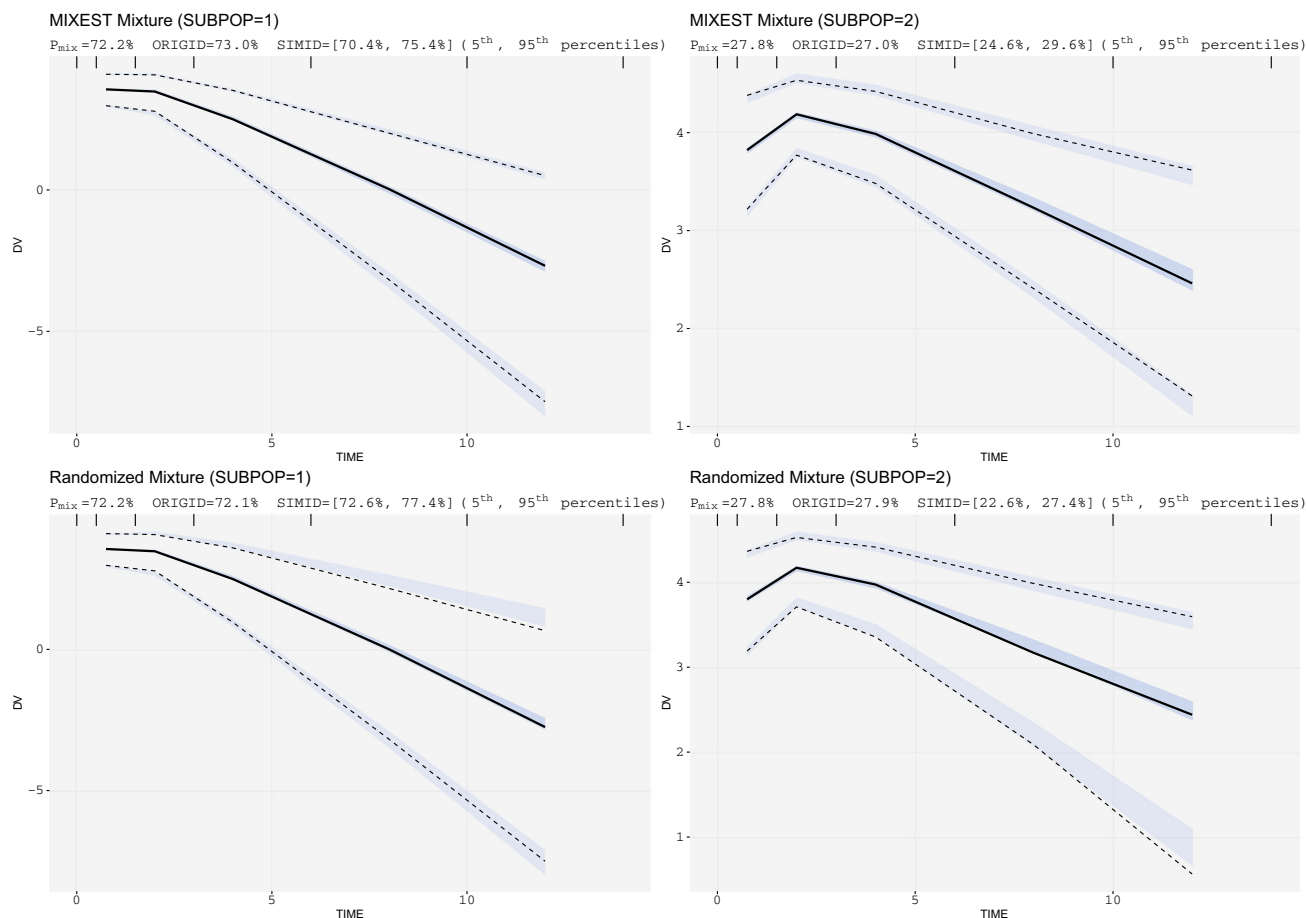 MIXEST Mixture (SUBPOP=1)
Pmix=72.2% ORIGID=73.0% SIMID=[70.4%, 75.4%] (5th, 95th percentiles)
0
−5
DV
0 5 10
TIME
MIXEST Mixture (SUBPOP=2)
Pmix=27.8% ORIGID=27.0% SIMID=[24.6%, 29.6%] (5th, 95th percentiles)
4
3
2
1
DV
0 5 10
TIME
Randomized Mixture (SUBPOP=1)
Pmix=72.2% ORIGID=72.1% SIMID=[72.6%, 77.4%] (5th, 95th percentiles)
0
−5
DV
0 5 10
TIME
Randomized Mixture (SUBPOP=2)
Pmix=27.8% ORIGID=27.9% SIMID=[22.6%, 27.4%] (5th, 95th percentiles)
4
3
2
1
DV
0 5 10
TIME